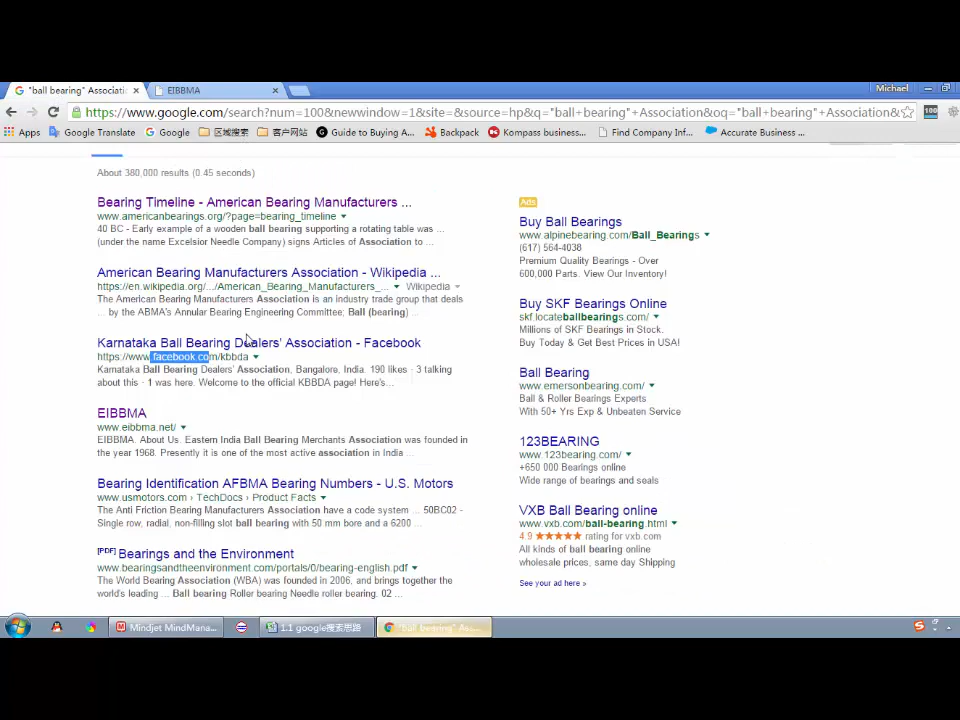 "ball bearing" Associatio
EIBBMA
Michael
https://www.google.com/search?num=100&newwindow=1&site=&source=hp&q="ball+bearing"+Association&oq="ball+bearing"+Association&
100
Apps
Google Translate
Google
区域搜索
客户网站
Guide to Buying A...
Backpack
Kompass business...
Find Company Inf...
Accurate Business ...
About 380,000 results (0.45 seconds)
Bearing Timeline - American Bearing Manufacturers ...
www.americanbearings.org/?page=bearing_timeline
40 BC - Early example of a wooden ball bearing supporting a rotating table was ...
(under the name Excelsior Needle Company) signs Articles of Association to ...
American Bearing Manufacturers Association - Wikipedia ...
https://en.wikipedia.org/.../American_Bearing_Manufacturers_... Wikipedia
The American Bearing Manufacturers Association is an industry trade group that deals
... by the ABMA's Annular Bearing Engineering Committee; Ball (bearing) ...
Karnataka Ball Bearing Dealers' Association - Facebook
https://www.facebook.com/kbbda
Karnataka Ball Bearing Dealers' Association, Bangalore, India. 190 likes · 3 talking
about this · 1 was here. Welcome to the official KBBDA page! Here's...
EIBBMA
www.eibbma.net/
EIBBMA. About Us. Eastern India Ball Bearing Merchants Association was founded in
the year 1968. Presently it is one of the most active association in India ...
Bearing Identification AFBMA Bearing Numbers - U.S. Motors
www.usmotors.com › TechDocs › Product Facts
The Anti Friction Bearing Manufacturers Association have a code system ... 50BC02 -
Single row, radial, non-filling slot ball bearing with 50 mm bore and a 6200 ...
[PDF] Bearings and the Environment
www.bearingsandtheenvironment.com/portals/0/bearing-english.pdf
The World Bearing Association (WBA) was founded in 2006, and brings together the
world's leading ... Ball bearing Roller bearing Needle roller bearing. 02 ...
Ads
Buy Ball Bearings
www.alpinebearing.com/Ball_Bearings
(617) 564-4038
Premium Quality Bearings - Over
600,000 Parts. View Our Inventory!
Buy SKF Bearings Online
skf.locateballbearings.com/
Millions of SKF Bearings in Stock.
Buy Today & Get Best Prices in USA!
Ball Bearing
www.emersonbearing.com/
Ball & Roller Bearings Experts
With 50+ Yrs Exp & Unbeaten Service
123BEARING
www.123bearing.com/
+650 000 Bearings online
Wide range of bearings and seals
VXB Ball Bearing online
www.vxb.com/ball-bearing.html
4.9 ★★★★★ rating for vxb.com
All kinds of ball bearing online
wholesale prices, same day Shipping
See your ad here »
Mindjet MindMana...
1.1 google搜索思路
"ball bearing" Ass...